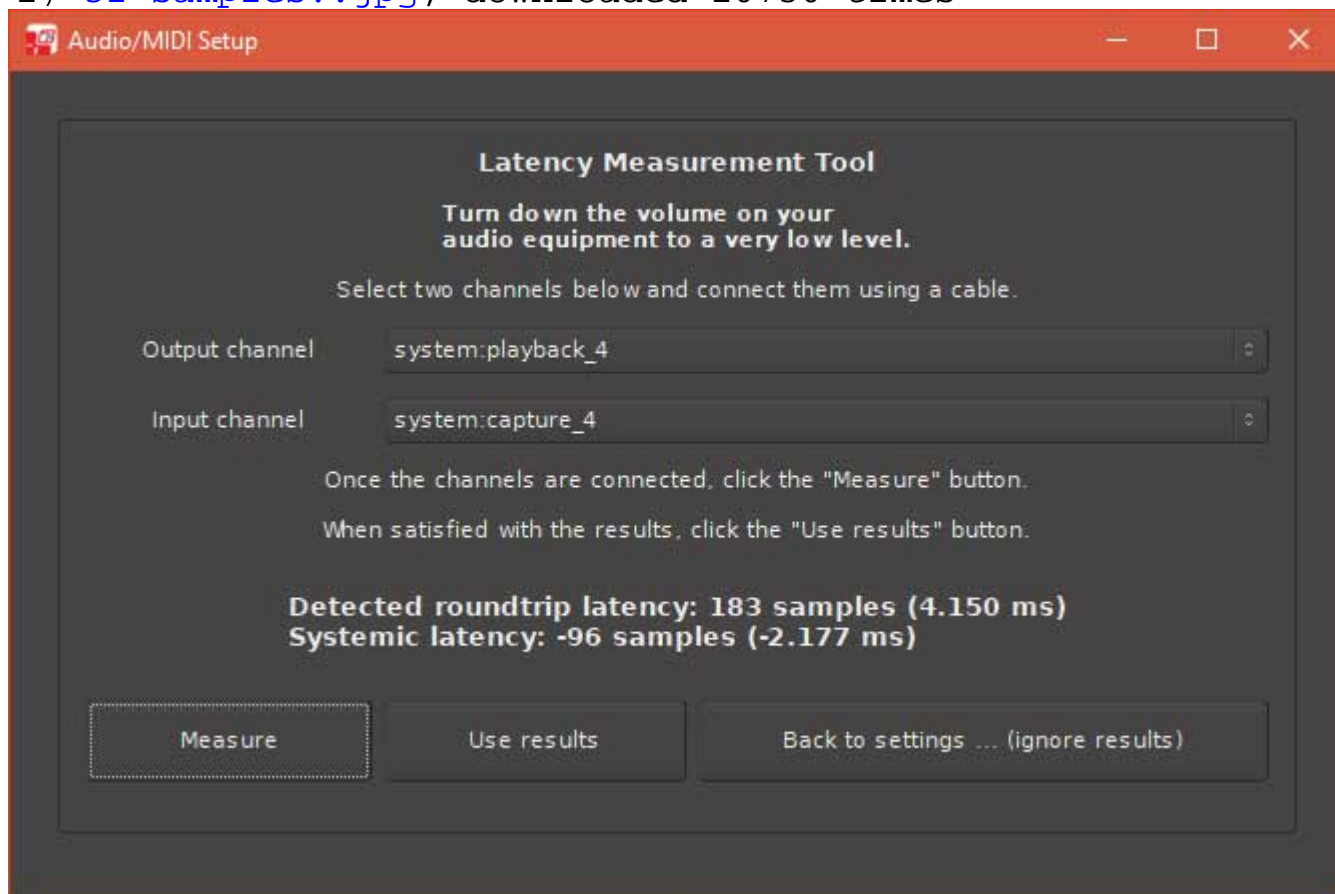 Audio/MIDI Setup
Latency Measurement Tool
Turn down the volume on your
audio equipment to a very low level.
Select two channels below and connect them using a cable.
Output channel system:playback_4
Input channel system:capture_4
Once the channels are connected, click the "Measure" button.
When satisfied with the results, click the "Use results" button.
Detected roundtrip latency: 183 samples (4.150 ms)
Systemic latency: -96 samples (-2.177 ms)
Measure Use results Back to settings ... (ignore results)